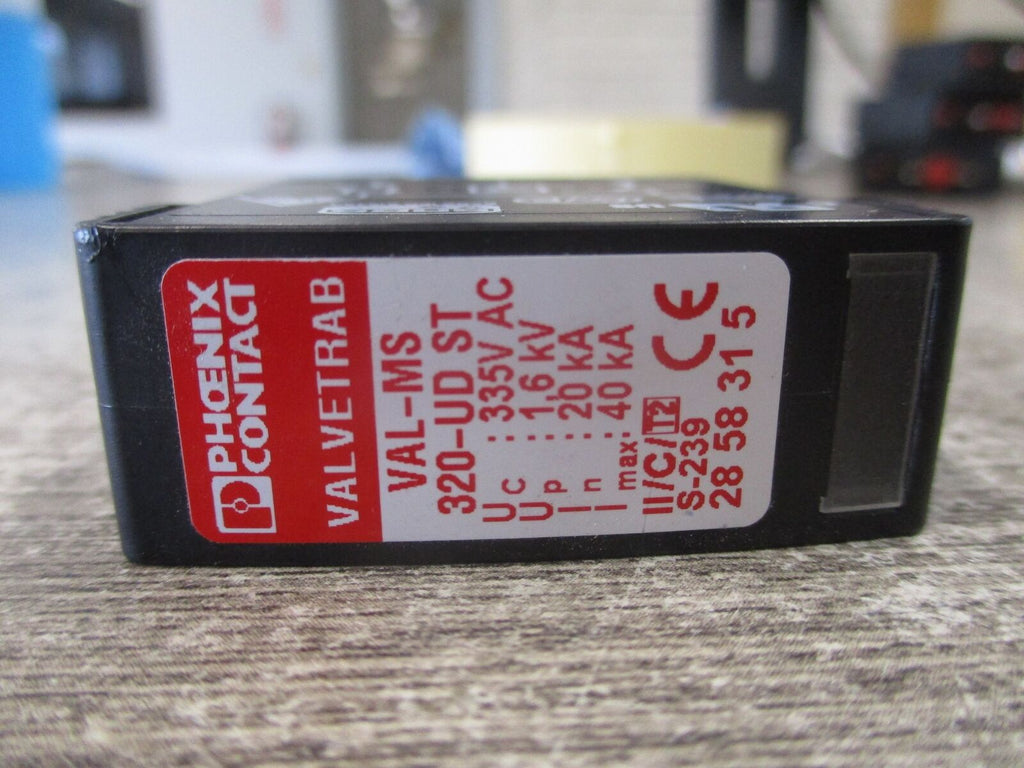 PHŒNIX
CONTACT
VALVETRAB
VAL-MS
320-UD ST
UC : 335V AC
Up : 1,6 kV
In : 20 kA
Imax: 40 kA
II/C/T2
S-239
28 58 31 5
CE